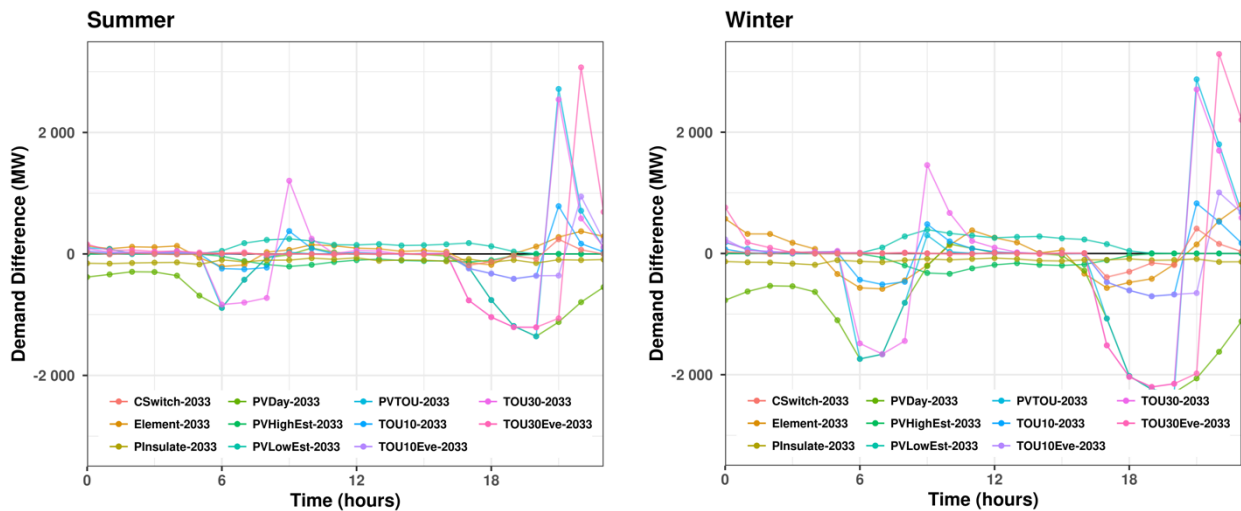 Summer
Demand Difference (MW)
2 000
0
-2 000
CSwitch-2033 PVDay-2033 PVTOU-2033 TOU30-2033
Element-2033 PVHighEst-2033 TOU10-2033 TOU30Eve-2033
PInsulate-2033 PVLowEst-2033 TOU10Eve-2033
0 6 12 18
Time (hours)
Winter
Demand Difference (MW)
2 000
0
-2 000
CSwitch-2033 PVDay-2033 PVTOU-2033 TOU30-2033
Element-2033 PVHighEst-2033 TOU10-2033 TOU30Eve-2033
PInsulate-2033 PVLowEst-2033 TOU10Eve-2033
0 6 12 18
Time (hours)